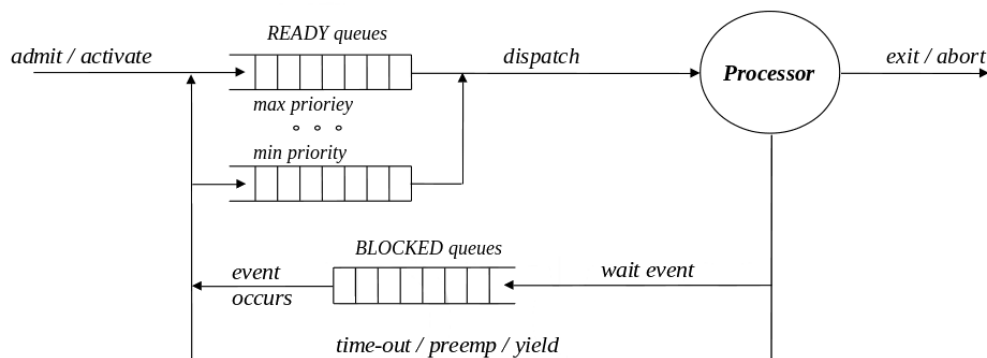 READY queues
admit / activate
dispatch
exit / abort
Processor
max prioriey
° ° °
min priority
BLOCKED queues
event
occurs
wait event
time-out / preemp / yield